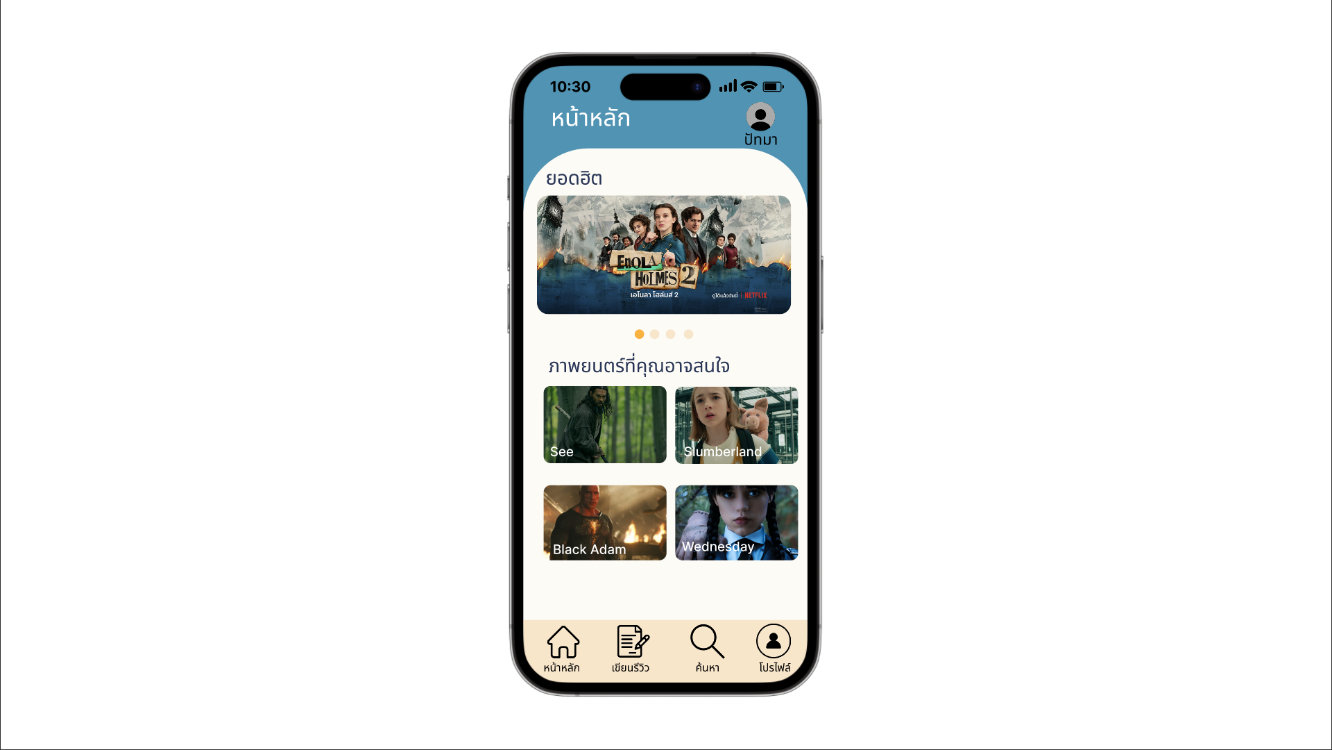 10:30
หน้าหลัก
ปัทมา
ยอดฮิต
ENOLA
HOLMES 2
เอโนลา โฮล์มส์ 2
NETFLIX
ภาพยนตร์ที่คุณอาจสนใจ
See
Slumberland
Black Adam
Wednesday
หน้าหลัก
เขียนรีวิว
ค้นหา
โปรไฟล์